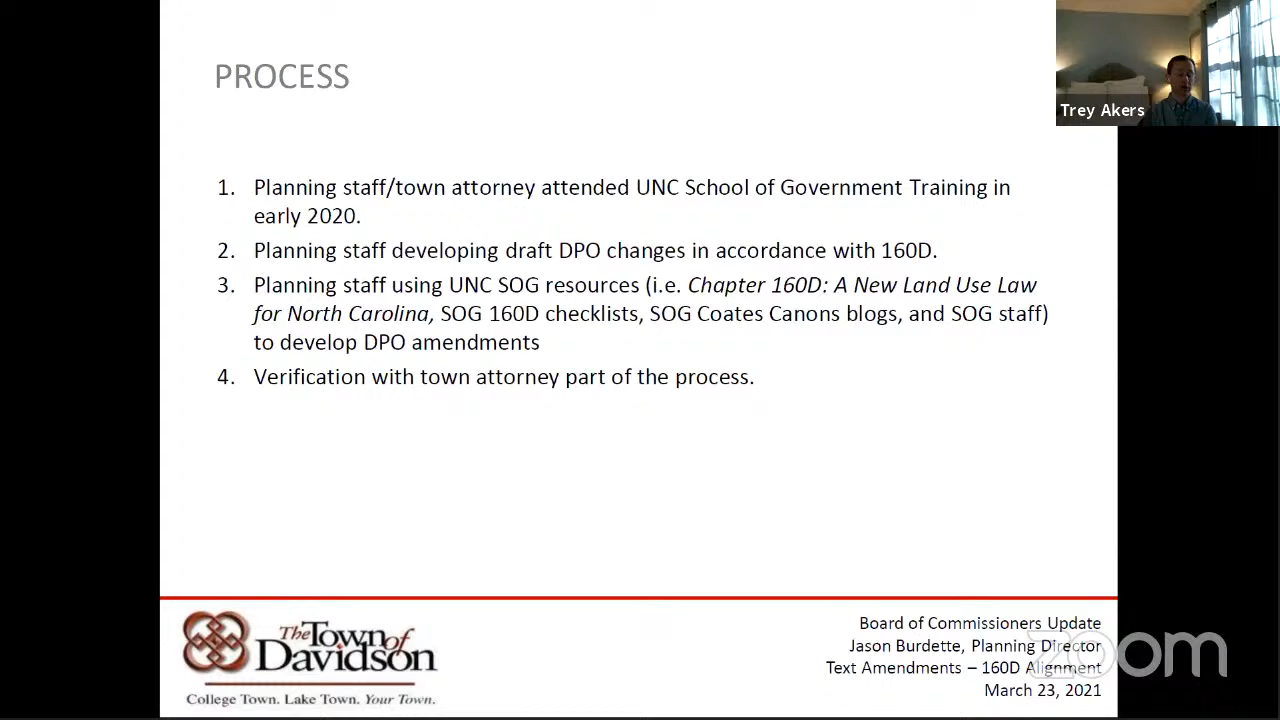 PROCESS
Trey Akers
1. Planning staff/town attorney attended UNC School of Government Training in
early 2020.
2. Planning staff developing draft DPO changes in accordance with 160D.
3. Planning staff using UNC SOG resources (i.e. Chapter 160D: A New Land Use Law
for North Carolina, SOG 160D checklists, SOG Coates Canons blogs, and SOG staff)
to develop DPO amendments
4. Verification with town attorney part of the process.
The Town of
Davidson
College Town. Lake Town. Your Town.
Board of Commissioners Update
Jason Burdette, Planning Director
Text Amendments – 160D Alignment
March 23, 2021
zoom